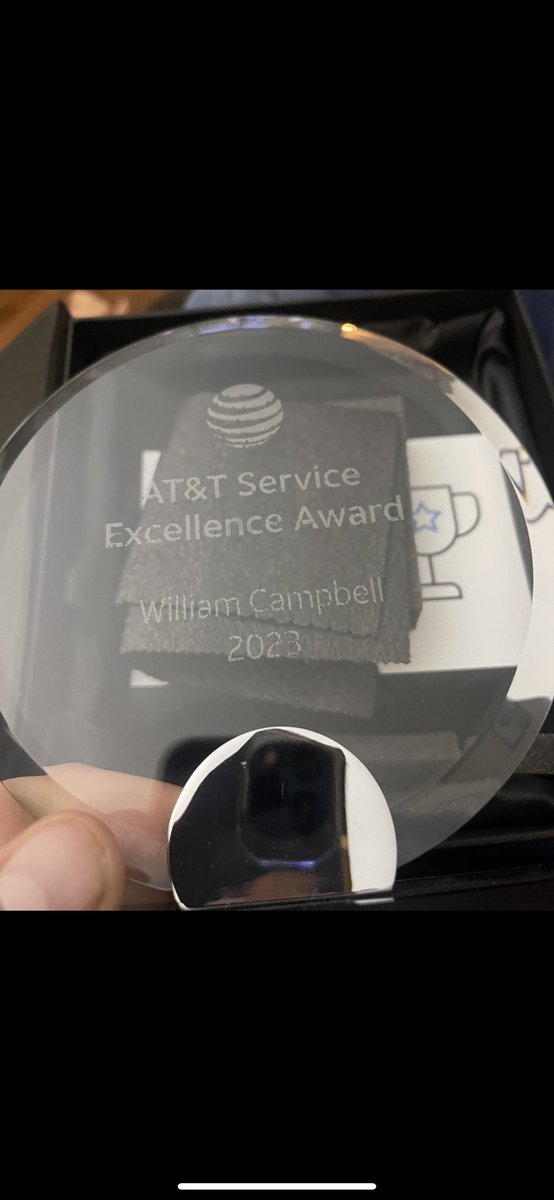 AT&T Service
Excellence Award
William Campbell
2023